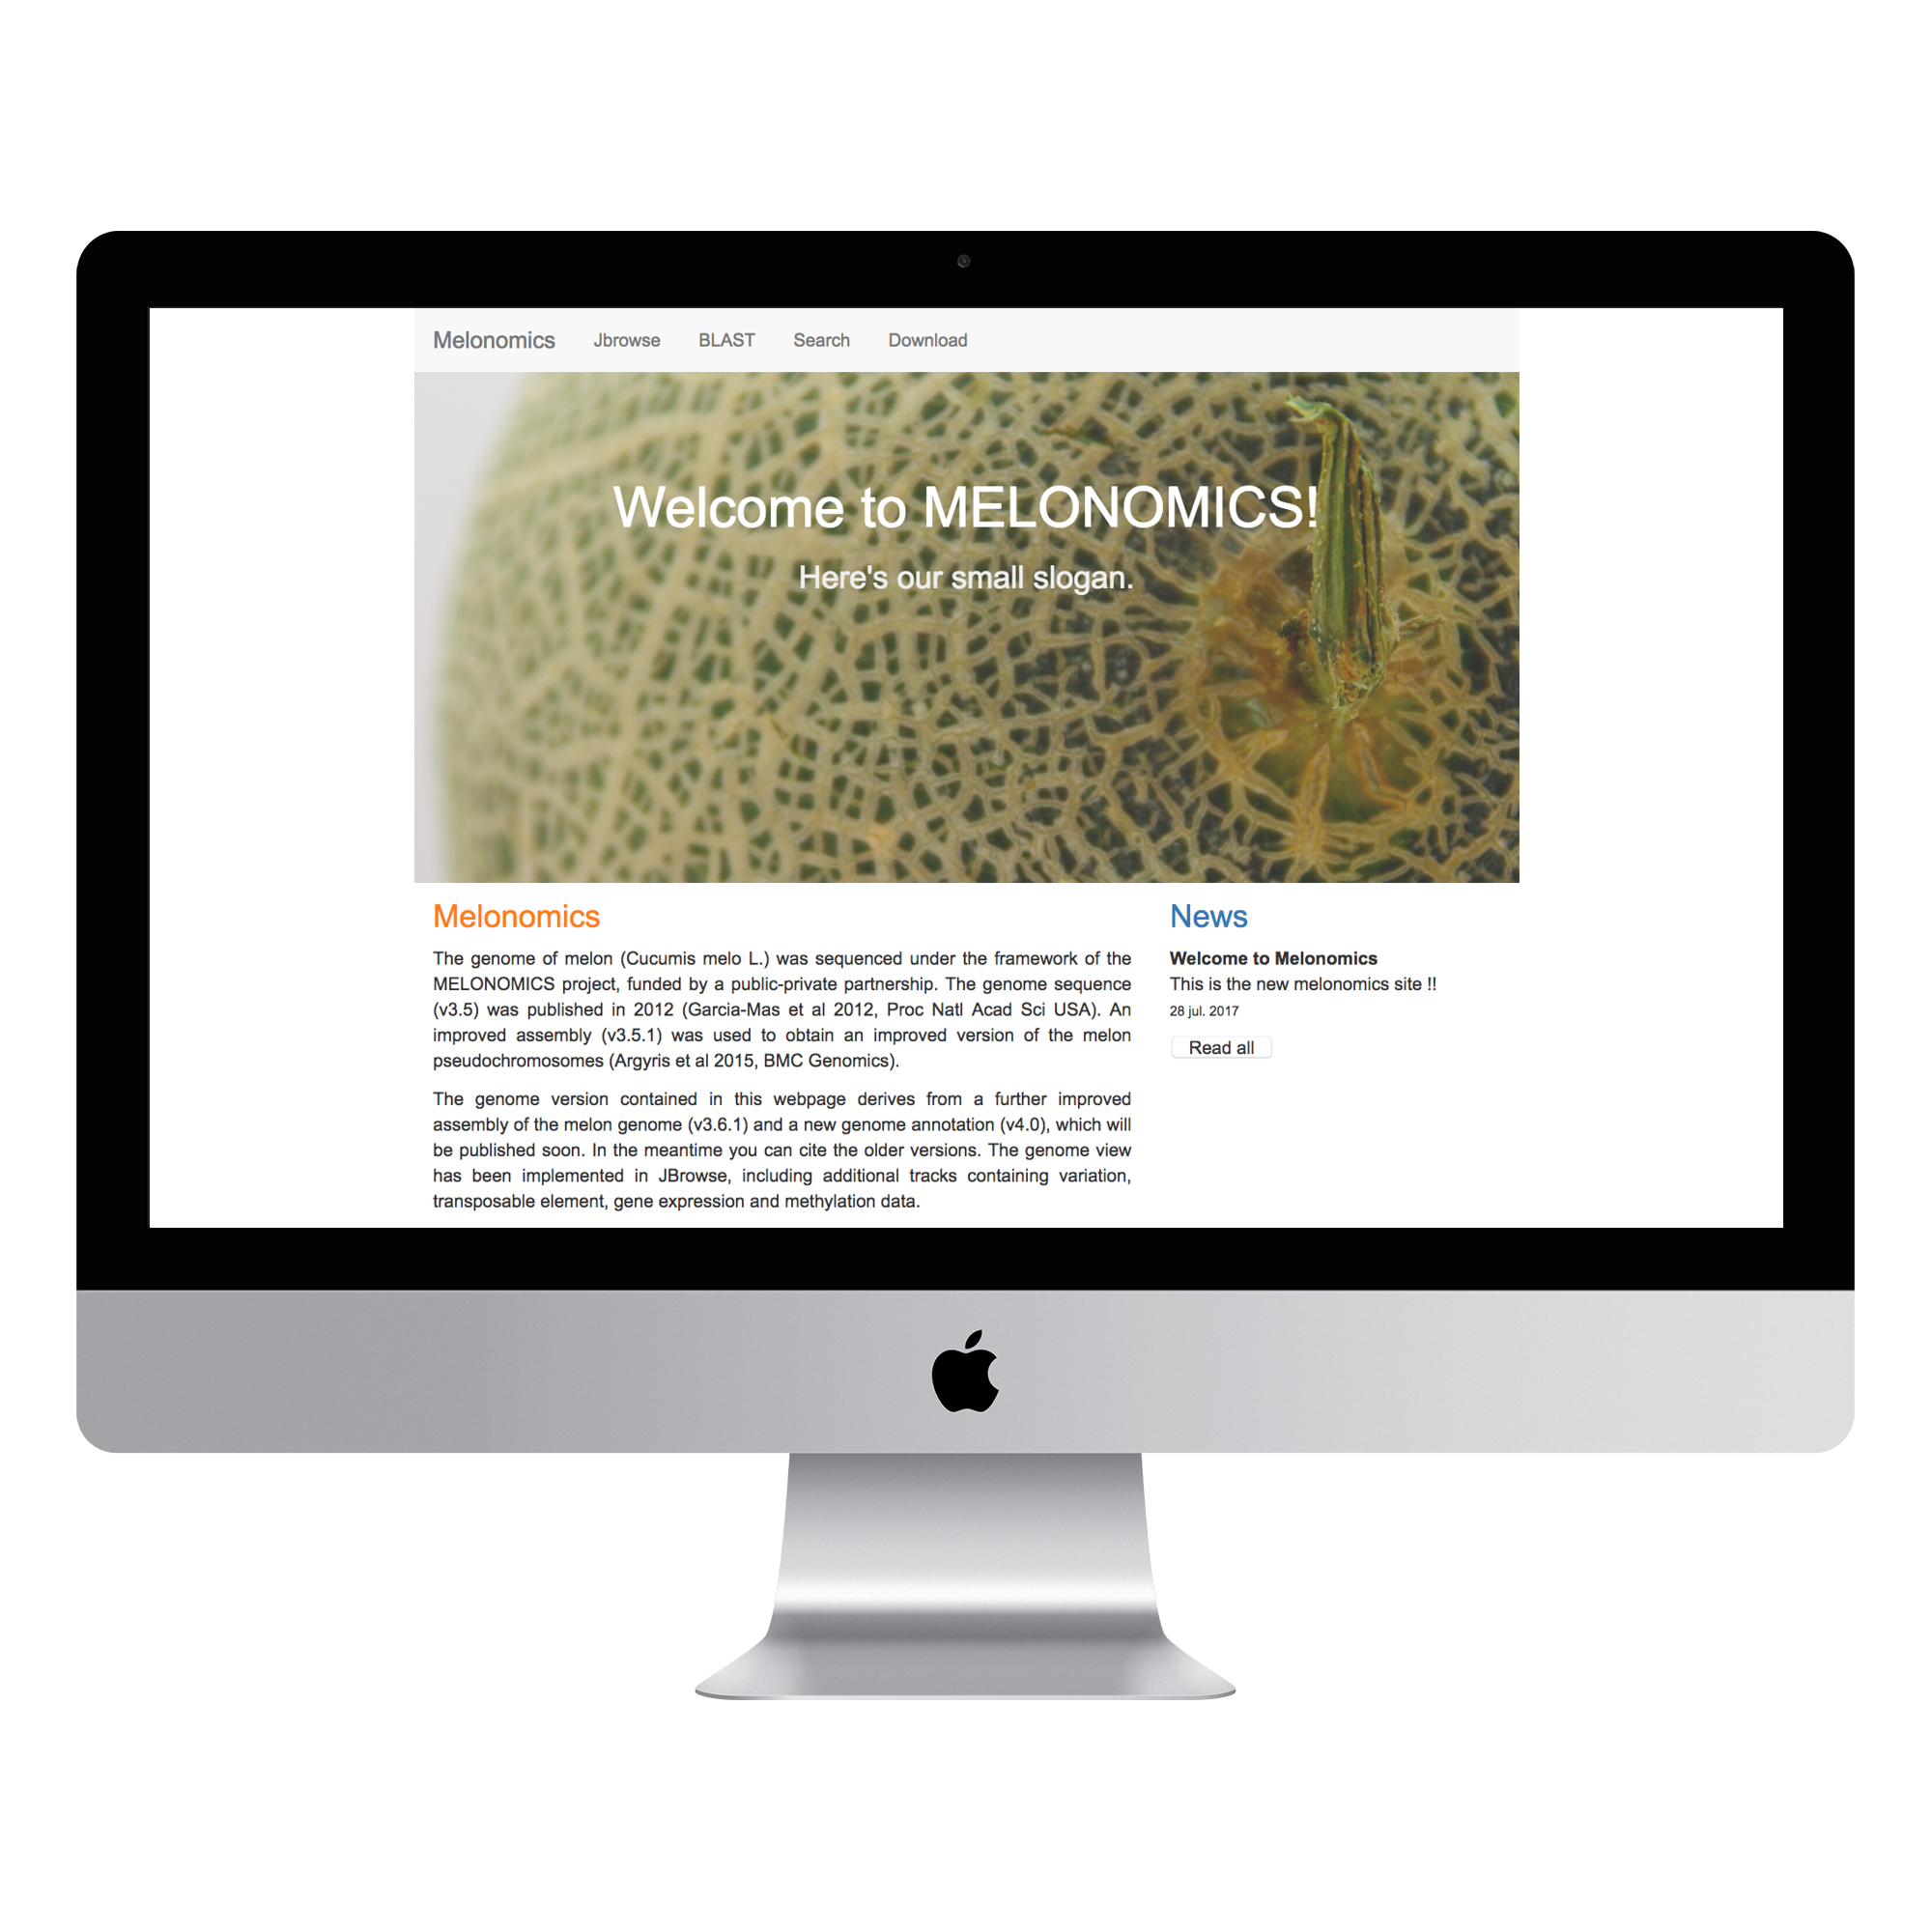 Melonomics Jbrowse BLAST Search Download
Welcome to MELONOMICS!
Here's our small slogan.
Melonomics
The genome of melon (Cucumis melo L.) was sequenced under the framework of the
MELONOMICS project, funded by a public-private partnership. The genome sequence
(v3.5) was published in 2012 (Garcia-Mas et al 2012, Proc Natl Acad Sci USA). An
improved assembly (v3.5.1) was used to obtain an improved version of the melon
pseudochromosomes (Argyris et al 2015, BMC Genomics).
The genome version contained in this webpage derives from a further improved
assembly of the melon genome (v3.6.1) and a new genome annotation (v4.0), which will
be published soon. In the meantime you can cite the older versions. The genome view
has been implemented in JBrowse, including additional tracks containing variation,
transposable element, gene expression and methylation data.
News
Welcome to Melonomics
This is the new melonomics site !!
28 jul. 2017
Read all